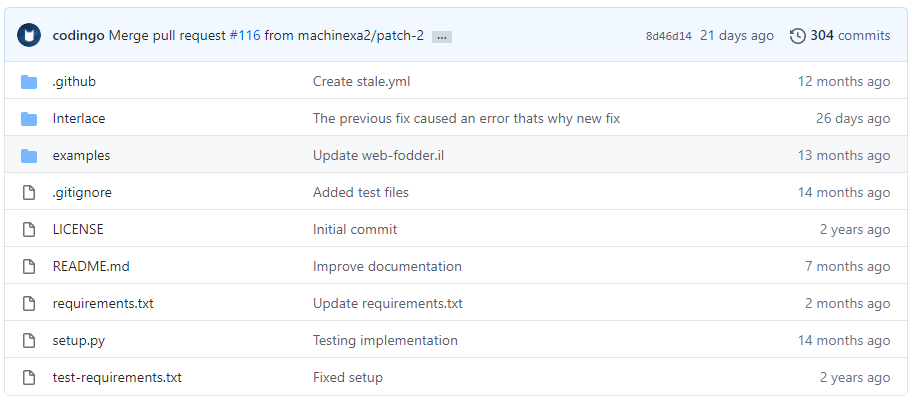 codingo Merge pull request #116 from machinexa2/patch-2 ... 8d46d14 21 days ago 304 commits
.github Create stale.yml 12 months ago
Interlace The previous fix caused an error thats why new fix 26 days ago
examples Update web-fodder.il 13 months ago
.gitignore Added test files 14 months ago
LICENSE Initial commit 2 years ago
README.md Improve documentation 7 months ago
requirements.txt Update requirements.txt 2 months ago
setup.py Testing implementation 14 months ago
test-requirements.txt Fixed setup 2 years ago